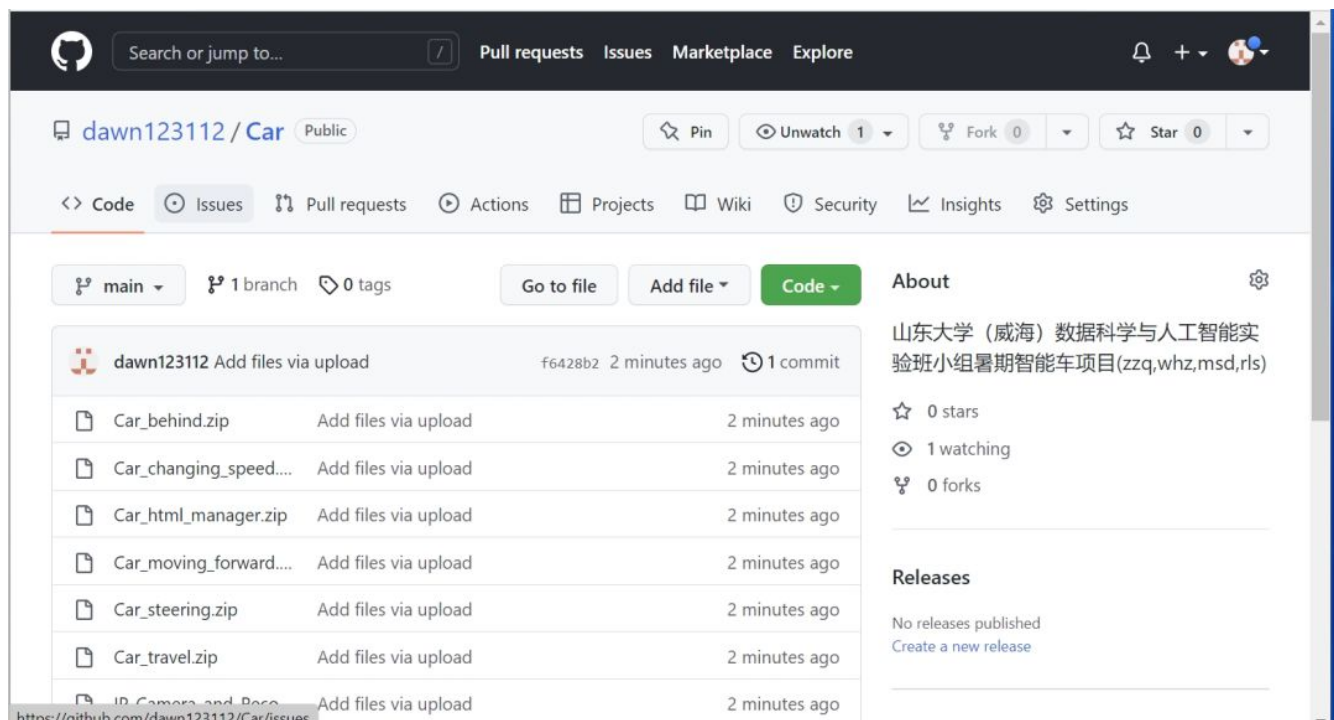 Search or jump to... / Pull requests Issues Marketplace Explore
dawn123112 / Car Public Pin Unwatch 1 Fork 0 Star 0
Code Issues Pull requests Actions Projects Wiki Security Insights Settings
main 1 branch 0 tags Go to file Add file Code
dawn123112 Add files via upload f6428b2 2 minutes ago 1 commit
Car_behind.zip Add files via upload 2 minutes ago
Car_changing_speed.... Add files via upload 2 minutes ago
Car_html_manager.zip Add files via upload 2 minutes ago
Car_moving_forward.... Add files via upload 2 minutes ago
Car_steering.zip Add files via upload 2 minutes ago
Car_travel.zip Add files via upload 2 minutes ago
IP_Camera_and_Reco... Add files via upload 2 minutes ago
About
山东大学（威海）数据科学与人工智能实
验班小组暑期智能车项目(zzq,whz,msd,rls)
0 stars
1 watching
0 forks
Releases
No releases published
Create a new release
https://github.com/dawn123112/Car/issues